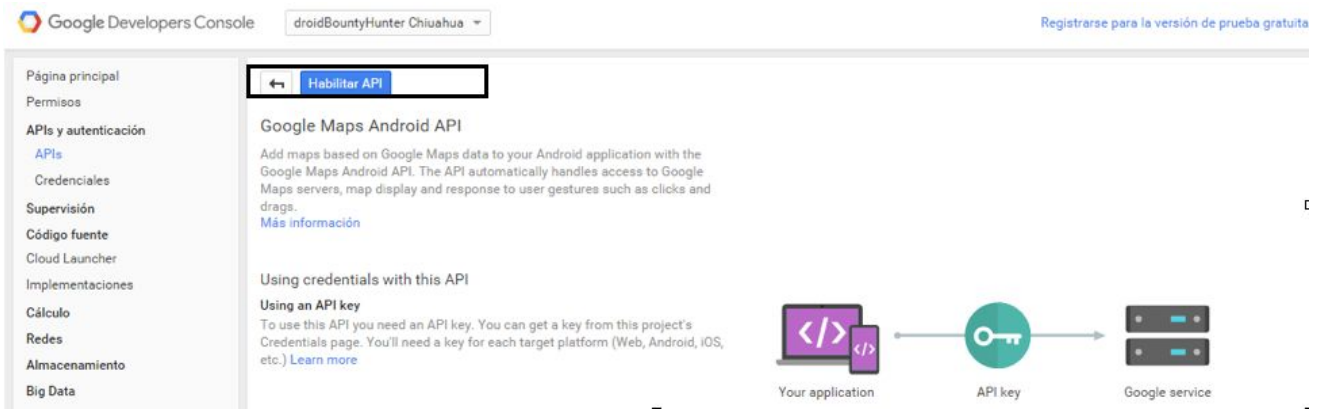 Google Developers Console
droidBountyHunter Chiuahua
Registrarse para la versión de prueba gratuita
Página principal
Permisos
APIs y autenticación
APIs
Credenciales
Supervisión
Código fuente
Cloud Launcher
Implementaciones
Cálculo
Redes
Almacenamiento
Big Data
Habilitar API
Google Maps Android API
Add maps based on Google Maps data to your Android application with the
Google Maps Android API. The API automatically handles access to Google
Maps servers, map display and response to user gestures such as clicks and
drags.
Más información
Using credentials with this API
Using an API key
To use this API you need an API key. You can get a key from this project's
Credentials page. You'll need a key for each target platform (Web, Android, iOS,
etc.) Learn more
</>
</>
Your application
API key
Google service